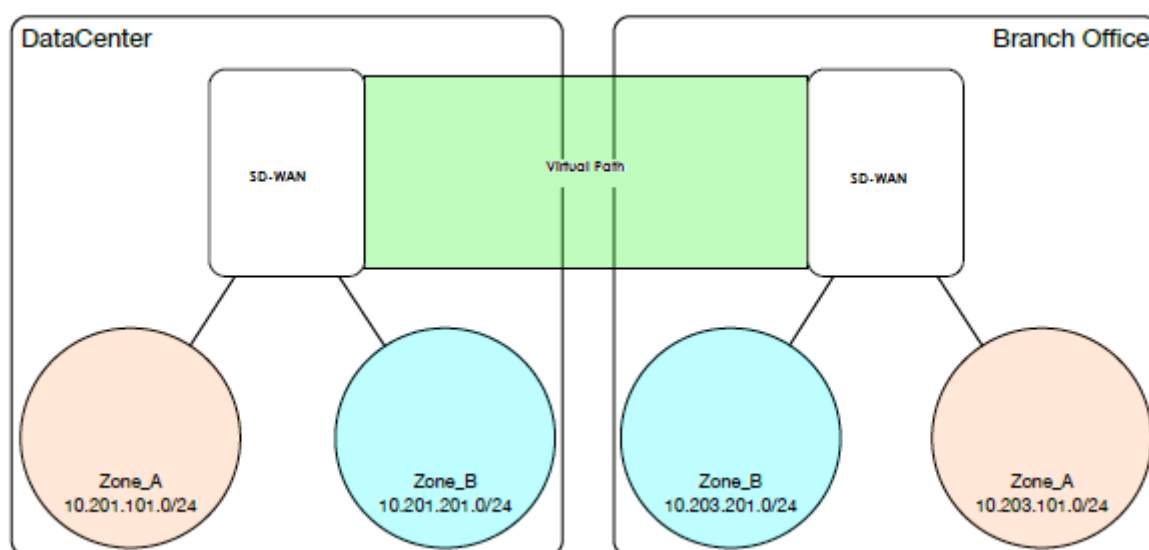 DataCenter
Branch Office
SD-WAN
Virtual Path
SD-WAN
Zone_A
10.201.101.0/24
Zone_B
10.201.201.0/24
Zone_B
10.203.201.0/24
Zone_A
10.203.101.0/24